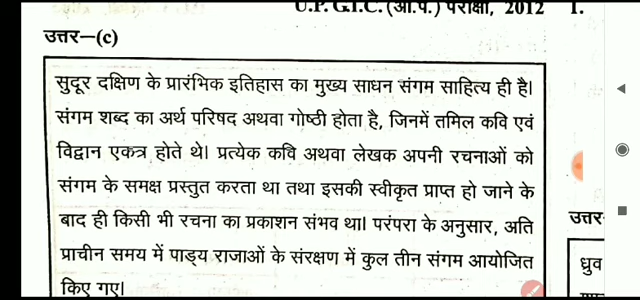 U.P.G.I.C. (आ.प.) परीक्षा, 2012 1.
उत्तर–(c)
सुदूर दक्षिण के प्रारंभिक इतिहास का मुख्य साधन संगम साहित्य ही है।
संगम शब्द का अर्थ परिषद अथवा गोष्ठी होता है, जिनमें तमिल कवि एवं
विद्वान एकत्र होते थे। प्रत्येक कवि अथवा लेखक अपनी रचनाओं को
संगम के समक्ष प्रस्तुत करता था तथा इसकी स्वीकृत प्राप्त हो जाने के
बाद ही किसी भी रचना का प्रकाशन संभव था। परंपरा के अनुसार, अति
प्राचीन समय में पाड्य राजाओं के संरक्षण में कुल तीन संगम आयोजित
किए गए।
उत्तर
ध्रुव